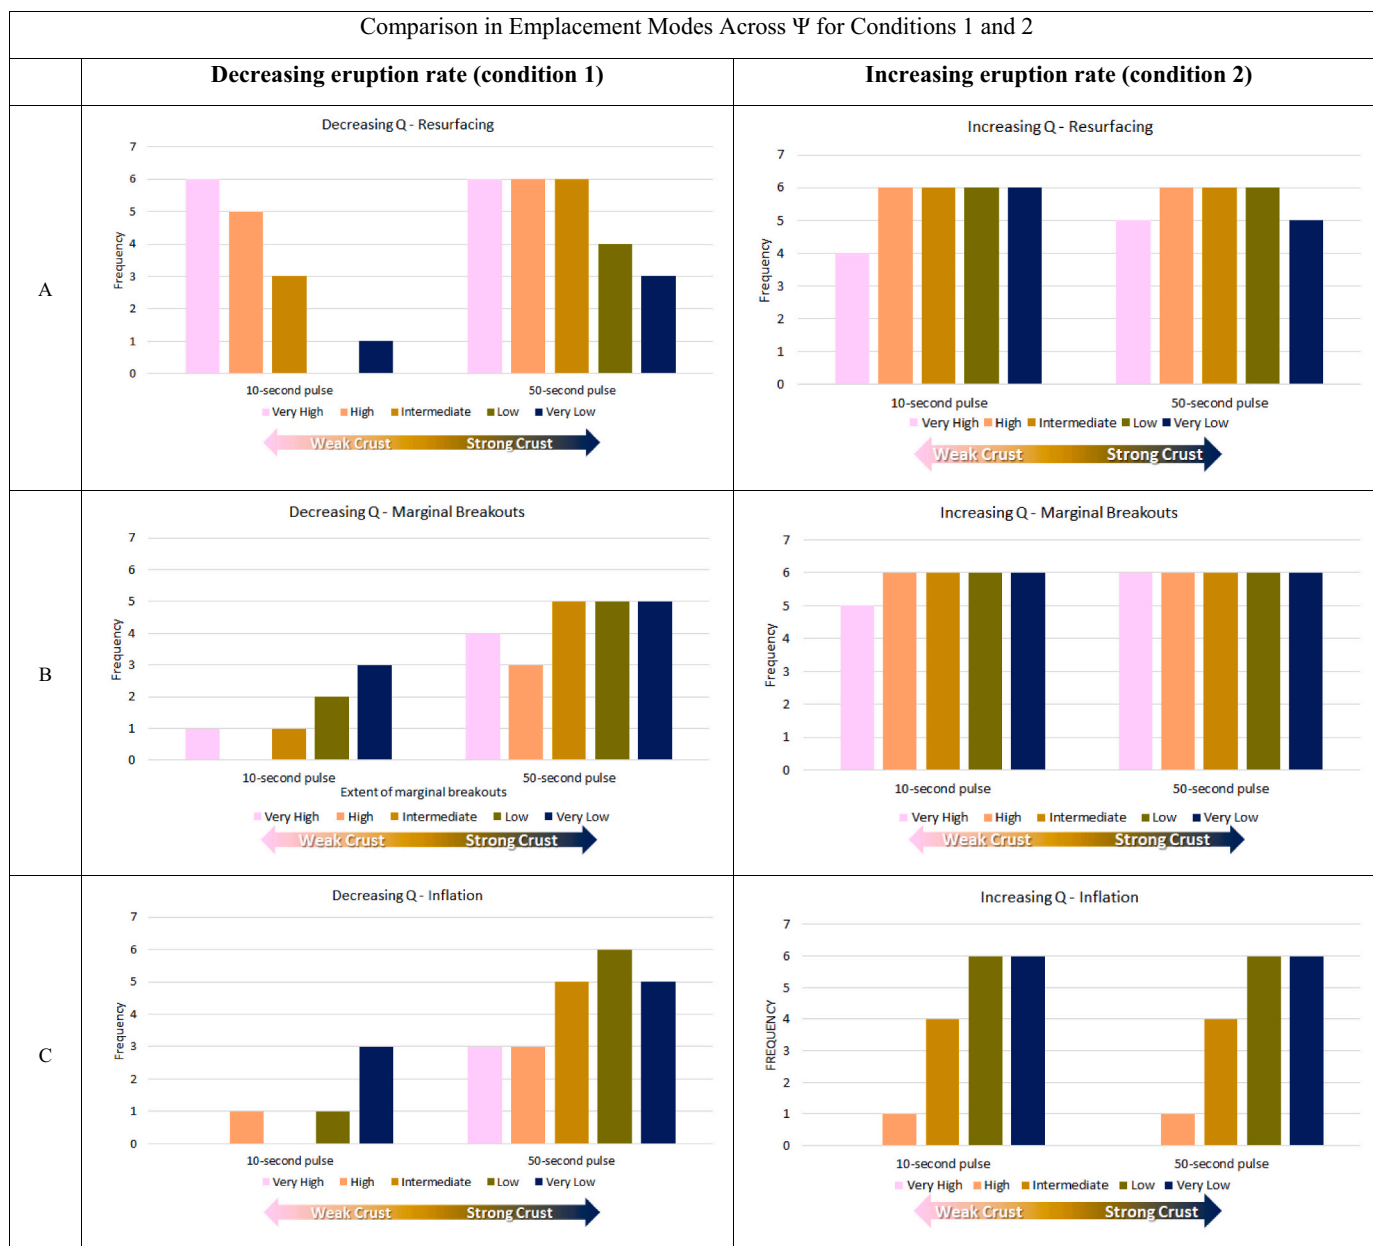 Comparison in Emplacement Modes Across Ψ for Conditions 1 and 2
Decreasing eruption rate (condition 1)
Increasing eruption rate (condition 2)
A
Decreasing Q - Resurfacing
Frequency
7
6
5
4
3
2
1
0
10-second pulse
50-second pulse
Very High High Intermediate Low Very Low
Weak Crust Strong Crust
Increasing Q - Resurfacing
Frequency
7
6
5
4
3
2
1
0
10-second pulse
50-second pulse
Very High High Intermediate Low Very Low
Weak Crust Strong Crust
B
Decreasing Q - Marginal Breakouts
Frequency
7
6
5
4
3
2
1
0
10-second pulse
50-second pulse
Extent of marginal breakouts
Very High High Intermediate Low Very Low
Weak Crust Strong Crust
Increasing Q - Marginal Breakouts
Frequency
7
6
5
4
3
2
1
0
10-second pulse
50-second pulse
Very High High Intermediate Low Very Low
Weak Crust Strong Crust
C
Decreasing Q - Inflation
Frequency
7
6
5
4
3
2
1
0
10-second pulse
50-second pulse
Very High High Intermediate Low Very Low
Weak Crust Strong Crust
Increasing Q - Inflation
FREQUENCY
7
6
5
4
3
2
1
0
10-second pulse
50-second pulse
Very High High Intermediate Low Very Low
Weak Crust Strong Crust